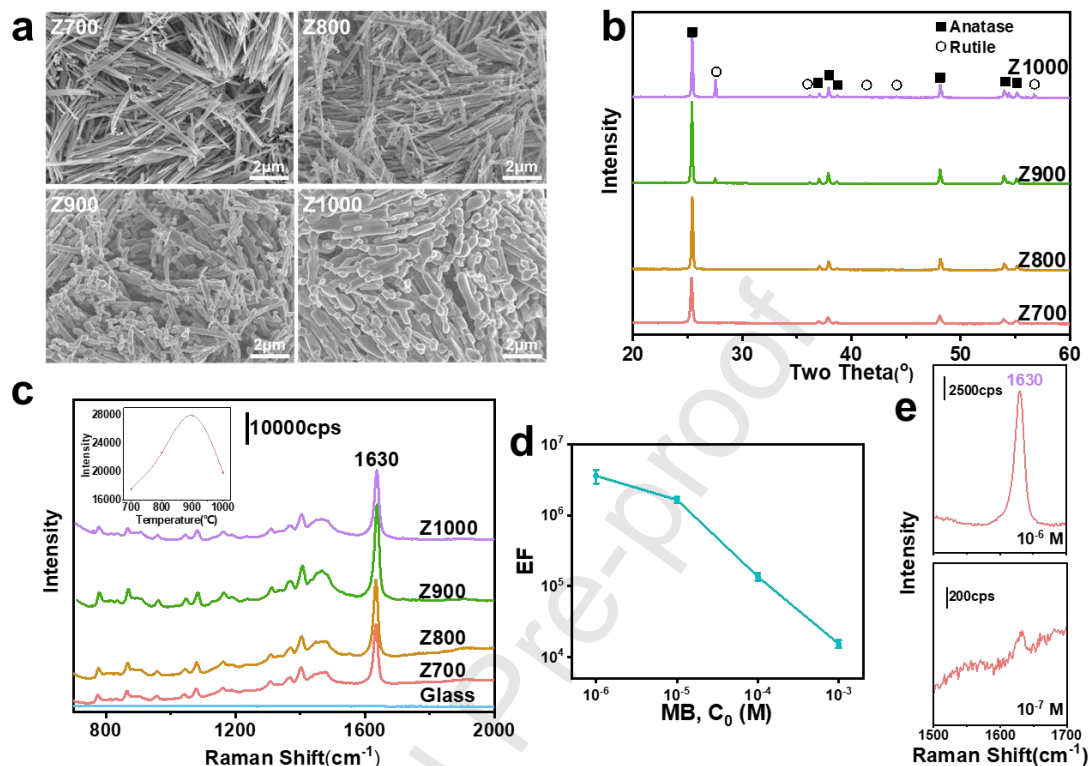 a
Z700
2μm
Z800
2μm
Z900
2μm
Z1000
2μm
b
Anatase
Rutile
Z1000
Z900
Z800
Z700
Intensity
20 30 40 50 60
Two Theta(°)
c
28000
24000
20000
16000
Intensity
700 800 900 1000
Temperature(℃)
10000cps
1630
Z1000
Z900
Z800
Z700
Glass
Intensity
800 1200 1600 2000
Raman Shift(cm⁻¹)
d
10⁷
10⁶
10⁵
10⁴
EF
10⁻⁶ 10⁻⁵ 10⁻⁴ 10⁻³
MB, C₀ (M)
e
2500cps
1630
10⁻⁶ M
200cps
10⁻⁷ M
Intensity
1500 1600 1700
Raman Shift(cm⁻¹)
Pre-proof